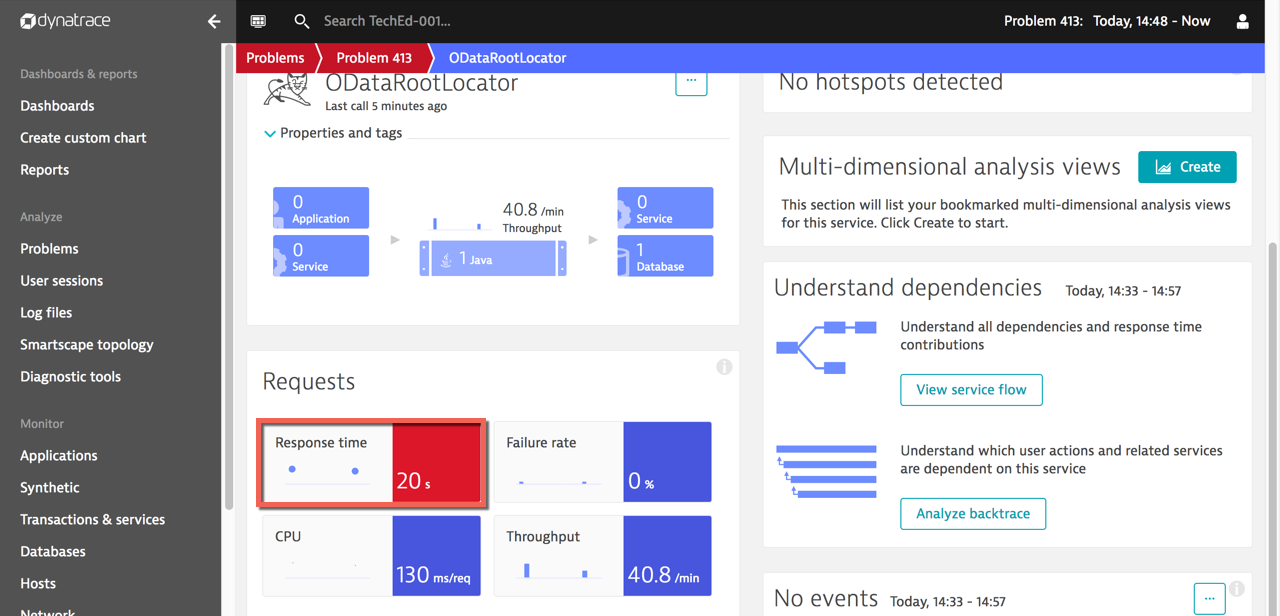 dynatrace
Search TechEd-001...
Problem 413: Today, 14:48 - Now
Dashboards & reports
Dashboards
Create custom chart
Reports
Analyze
Problems
User sessions
Log files
Smartscape topology
Diagnostic tools
Monitor
Applications
Synthetic
Transactions & services
Databases
Hosts
Network
Problems
Problem 413
ODataRootLocator
ODataRootLocator
Last call 5 minutes ago
...
Properties and tags
0
Application
0
Service
40.8 /min
Throughput
1 Java
0
Service
1
Database
Requests
i
Response time
20 s
Failure rate
0 %
CPU
130 ms/req
Throughput
40.8 /min
No hotspots detected
Multi-dimensional analysis views
Create
This section will list your bookmarked multi-dimensional analysis views
for this service. Click Create to start.
Understand dependencies Today, 14:33 - 14:57
Understand all dependencies and response time
contributions
View service flow
Understand which user actions and related services
are dependent on this service
Analyze backtrace
No events Today, 14:33 - 14:57
...
i